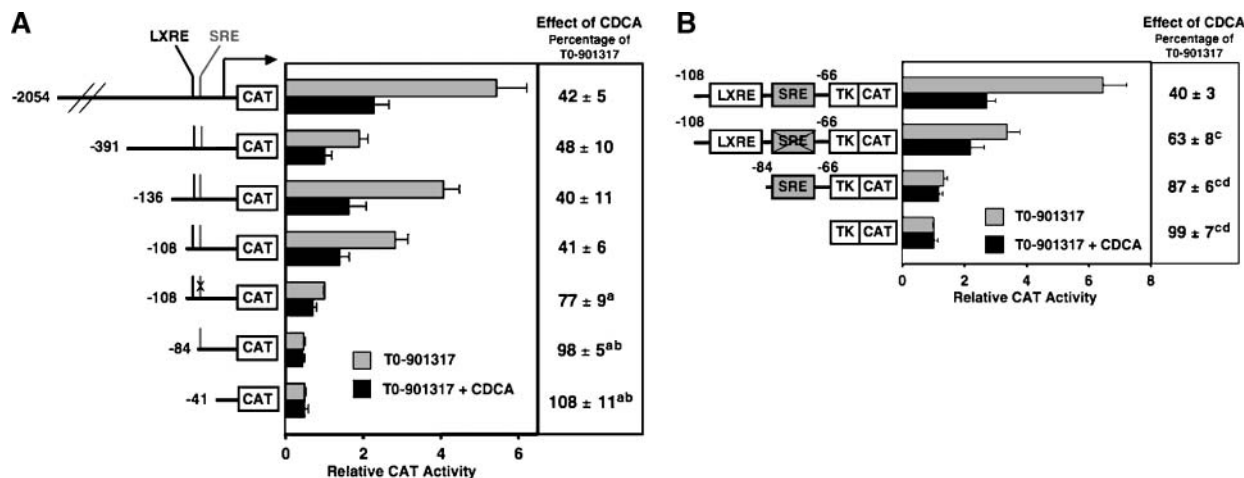 A
LXRE SRE
Effect of CDCA
Percentage of
T0-901317
-2054 CAT 42 ± 5
-391 CAT 48 ± 10
-136 CAT 40 ± 11
-108 CAT 41 ± 6
-108 CAT 77 ± 9a
-84 CAT 98 ± 5ab
-41 CAT 108 ± 11ab
T0-901317
T0-901317 + CDCA
0 2 4 6
Relative CAT Activity
B
Effect of CDCA
Percentage of
T0-901317
-108 -66
LXRE SRE TK CAT 40 ± 3
-108 -66
LXRE SRE TK CAT 63 ± 8c
-84 -66
SRE TK CAT 87 ± 6cd
TK CAT 99 ± 7cd
T0-901317
T0-901317 + CDCA
0 2 4 6 8
Relative CAT Activity